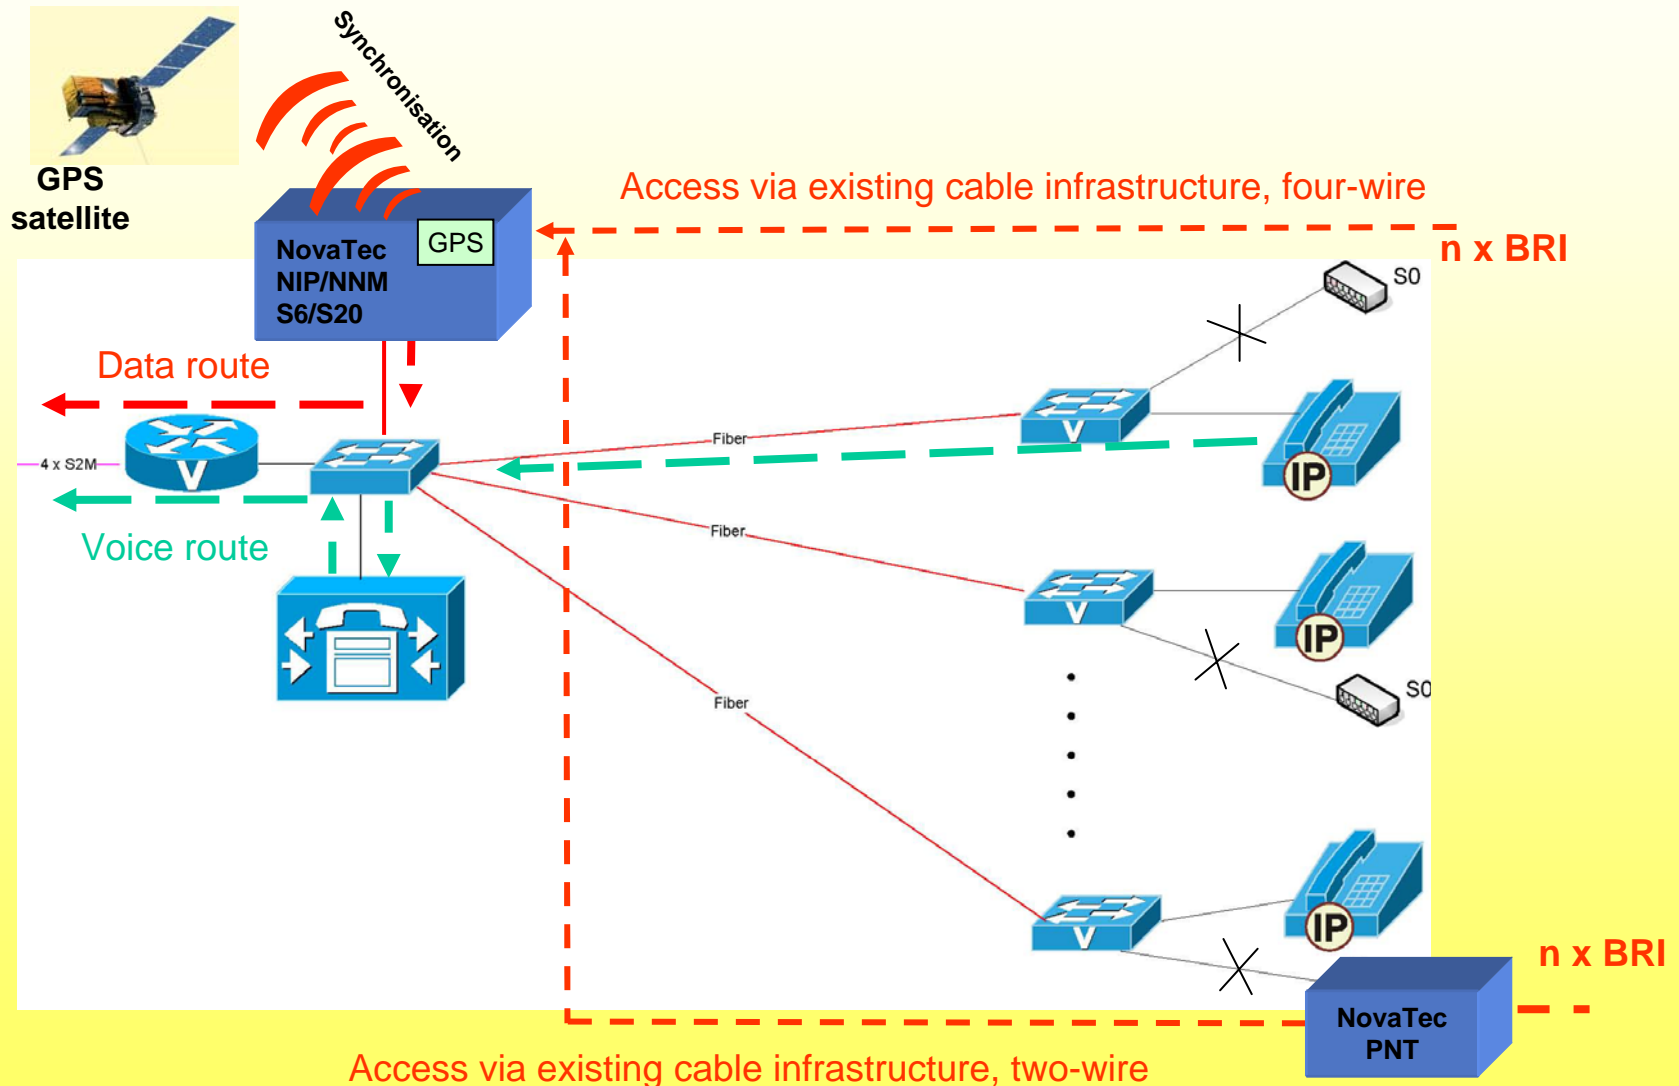 Synchronisation
GPS
satellite
Access via existing cable infrastructure, four-wire
n x BRI
GPS
NovaTec
NIP/NNM
S6/S20
S0
Data route
Fiber
V
IP
4 x S2M
V
Voice route
Fiber
V
IP
S0
Fiber
V
IP
n x BRI
NovaTec
PNT
Access via existing cable infrastructure, two-wire